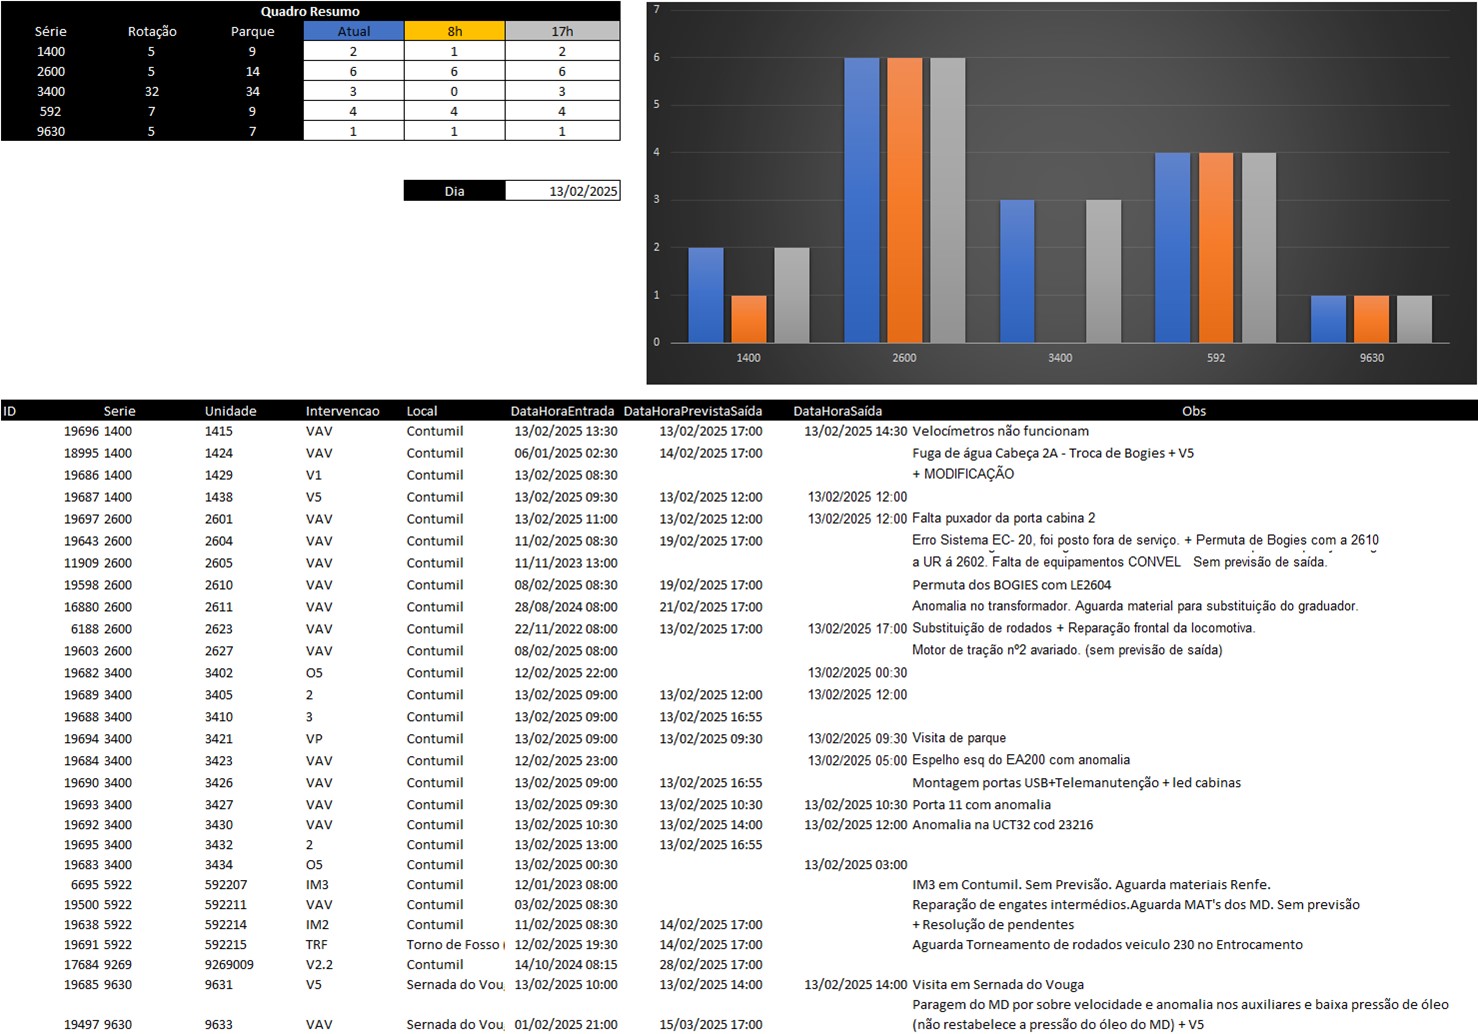 Quadro Resumo
Série Rotação Parque Atual 8h 17h
1400 5 9 2 1 2
2600 5 14 6 6 6
3400 32 34 3 0 3
592 7 9 4 4 4
9630 5 7 1 1 1
Dia 13/02/2025
7
6
5
4
3
2
1
0
1400 2600 3400 592 9630
ID Serie Unidade Intervencao Local DataHoraEntrada DataHoraPrevistaSaída DataHoraSaída Obs
19696 1400 1415 VAV Contumil 13/02/2025 13:30 13/02/2025 17:00 13/02/2025 14:30 Velocímetros não funcionam
18995 1400 1424 VAV Contumil 06/01/2025 02:30 14/02/2025 17:00 Fuga de água Cabeça 2A - Troca de Bogies + V5
19686 1400 1429 V1 Contumil 13/02/2025 08:30 + MODIFICAÇÃO
19687 1400 1438 V5 Contumil 13/02/2025 09:30 13/02/2025 12:00 13/02/2025 12:00
19697 2600 2601 VAV Contumil 13/02/2025 11:00 13/02/2025 12:00 13/02/2025 12:00 Falta puxador da porta cabina 2
19643 2600 2604 VAV Contumil 11/02/2025 08:30 19/02/2025 17:00 Erro Sistema EC- 20, foi posto fora de serviço. + Permuta de Bogies com a 2610
11909 2600 2605 VAV Contumil 11/11/2023 13:00 a UR á 2602. Falta de equipamentos CONVEL Sem previsão de saída.
19598 2600 2610 VAV Contumil 08/02/2025 08:30 19/02/2025 17:00 Permuta dos BOGIES com LE2604
16880 2600 2611 VAV Contumil 28/08/2024 08:00 21/02/2025 17:00 Anomalia no transformador. Aguarda material para substituição do graduador.
6188 2600 2623 VAV Contumil 22/11/2022 08:00 13/02/2025 17:00 13/02/2025 17:00 Substituição de rodados + Reparação frontal da locomotiva.
19603 2600 2627 VAV Contumil 08/02/2025 08:00 Motor de tração nº2 avariado. (sem previsão de saída)
19682 3400 3402 O5 Contumil 12/02/2025 22:00 13/02/2025 00:30
19689 3400 3405 2 Contumil 13/02/2025 09:00 13/02/2025 12:00 13/02/2025 12:00
19688 3400 3410 3 Contumil 13/02/2025 09:00 13/02/2025 16:55
19694 3400 3421 VP Contumil 13/02/2025 09:00 13/02/2025 09:30 13/02/2025 09:30 Visita de parque
19684 3400 3423 VAV Contumil 12/02/2025 23:00 13/02/2025 05:00 Espelho esq do EA200 com anomalia
19690 3400 3426 VAV Contumil 13/02/2025 09:00 13/02/2025 16:55 Montagem portas USB+Telemanutenção + led cabinas
19693 3400 3427 VAV Contumil 13/02/2025 09:30 13/02/2025 10:30 13/02/2025 10:30 Porta 11 com anomalia
19692 3400 3430 VAV Contumil 13/02/2025 10:30 13/02/2025 14:00 13/02/2025 12:00 Anomalia na UCT32 cod 23216
19695 3400 3432 2 Contumil 13/02/2025 13:00 13/02/2025 16:55
19683 3400 3434 O5 Contumil 13/02/2025 00:30 13/02/2025 03:00
6695 5922 592207 IM3 Contumil 12/01/2023 08:00 IM3 em Contumil. Sem Previsão. Aguarda materiais Renfe.
19500 5922 592211 VAV Contumil 03/02/2025 08:30 Reparação de engates intermédios.Aguarda MAT's dos MD. Sem previsão
19638 5922 592214 IM2 Contumil 11/02/2025 08:30 14/02/2025 17:00 + Resolução de pendentes
19691 5922 592215 TRF Torno de Fosso ( 12/02/2025 19:30 14/02/2025 17:00 Aguarda Torneamento de rodados veiculo 230 no Entrocamento
17684 9269 9269009 V2.2 Contumil 14/10/2024 08:15 28/02/2025 17:00
19685 9630 9631 V5 Sernada do Vou 13/02/2025 10:00 13/02/2025 14:00 13/02/2025 14:00 Visita em Sernada do Vouga
Paragem do MD por sobre velocidade e anomalia nos auxiliares e baixa pressão de óleo
19497 9630 9633 VAV Sernada do Vou 01/02/2025 21:00 15/03/2025 17:00 (não restabelece a pressão do óleo do MD) + V5